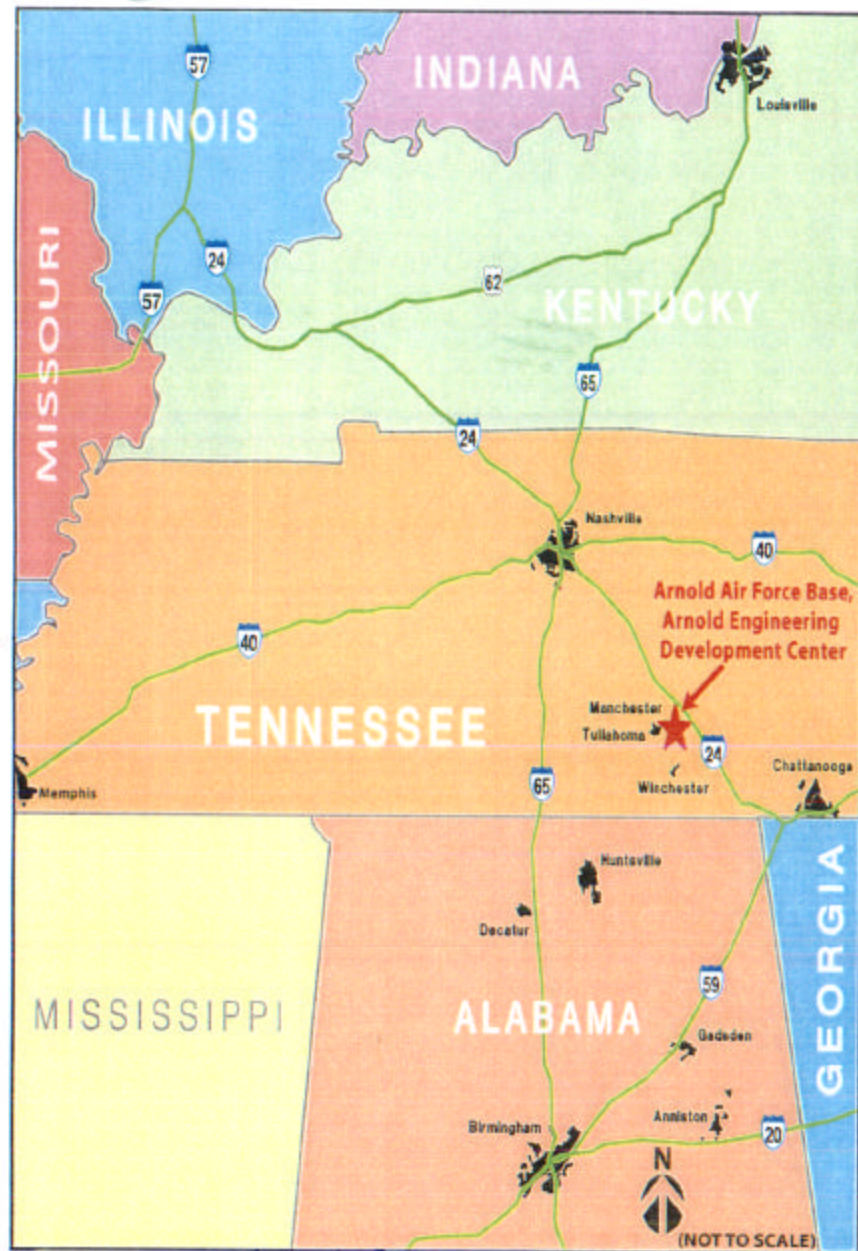 57
INDIANA
ILLINOIS
Louisville
MISSOURI
24
57
62
KENTUCKY
65
24
Nashville
40
Arnold Air Force Base,
Arnold Engineering
Development Center
40
TENNESSEE
Manchester
Tullahoma
24
Winchester
Chattanooga
65
Memphis
Huntsville
Decatur
GEORGIA
59
MISSISSIPPI
ALABAMA
Gadsden
Anniston
Birmingham
20
N
(NOT TO SCALE)